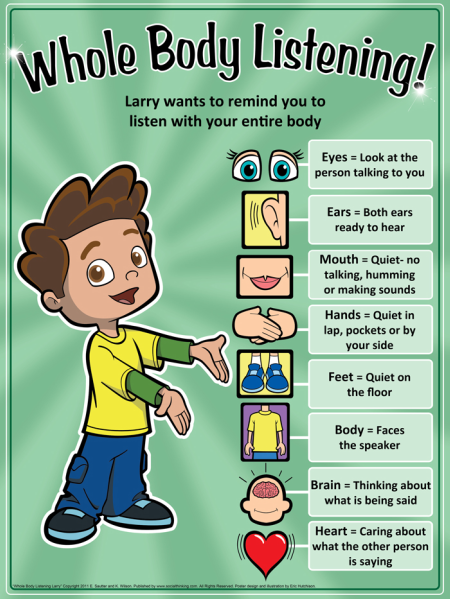 Whole Body Listening!
Larry wants to remind you to
listen with your entire body
Eyes = Look at the
person talking to you
Ears = Both ears
ready to hear
Mouth = Quiet- no
talking, humming
or making sounds
Hands = Quiet in
lap, pockets or by
your side
Feet = Quiet on
the floor
Body = Faces
the speaker
Brain = Thinking about
what is being said
Heart = Caring about
what the other person
is saying
"Whole Body Listening Larry" Copyright 2011 E. Sautter and K. Wilson. Published by www.socialthinking.com. All Rights Reserved. Poster design and illustration by Eric Hutchison.